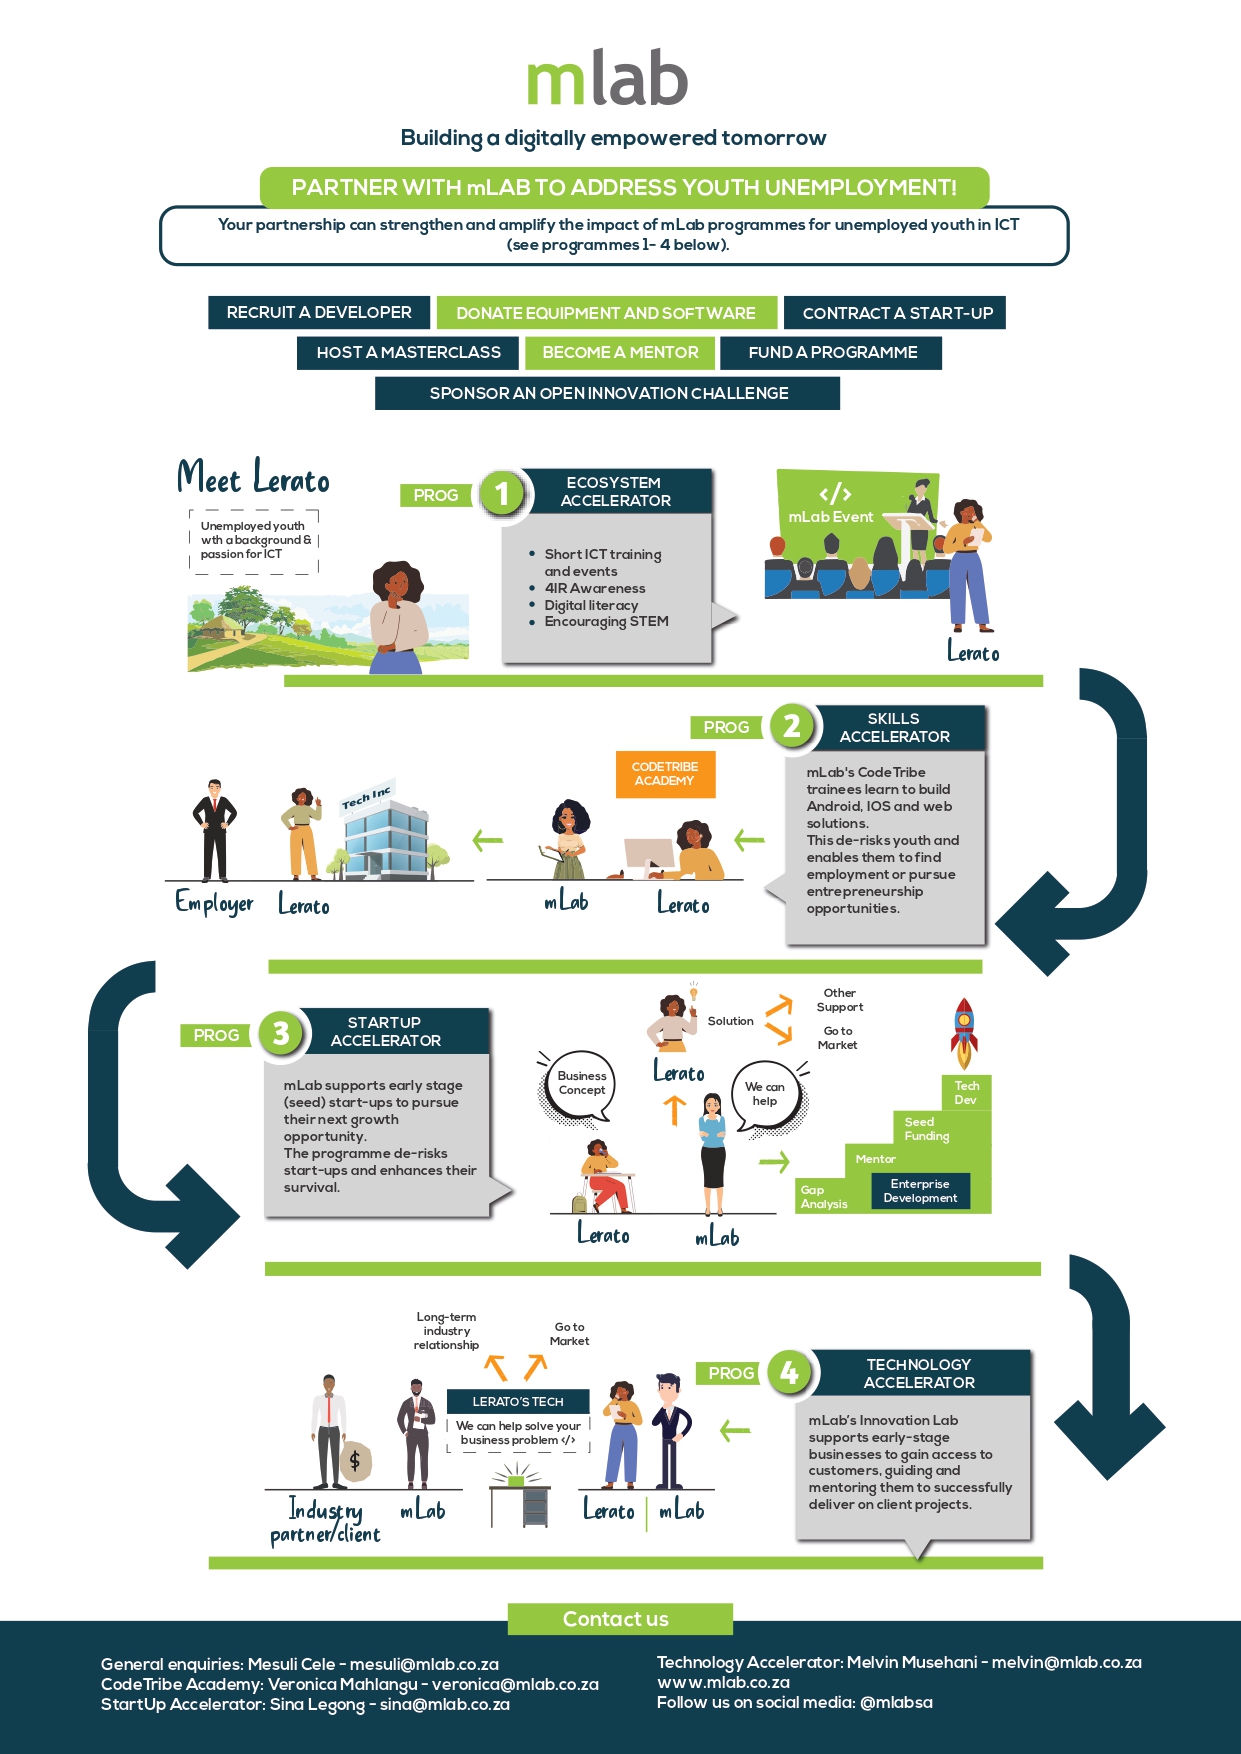 mlab
Building a digitally empowered tomorrow
PARTNER WITH mLAB TO ADDRESS YOUTH UNEMPLOYMENT!
Your partnership can strengthen and amplify the impact of mLab programmes for unemployed youth in ICT
(see programmes 1- 4 below).
RECRUIT A DEVELOPER
DONATE EQUIPMENT AND SOFTWARE
CONTRACT A START-UP
HOST A MASTERCLASS
BECOME A MENTOR
FUND A PROGRAMME
SPONSOR AN OPEN INNOVATION CHALLENGE
Meet Lerato
Unemployed youth
wth a background &
passion for ICT
PROG 1
ECOSYSTEM
ACCELERATOR
• Short ICT training
and events
• 4IR Awareness
• Digital literacy
• Encouraging STEM
</>
mLab Event
Lerato
PROG 2
SKILLS
ACCELERATOR
mLab's CodeTribe
trainees learn to build
Android, IOS and web
solutions.
This de-risks youth and
enables them to find
employment or pursue
entrepreneurship
opportunities.
CODETRIBE
ACADEMY
Tech Inc
Employer
Lerato
mLab
Lerato
PROG 3
STARTUP
ACCELERATOR
mLab supports early stage
(seed) start-ups to pursue
their next growth
opportunity.
The programme de-risks
start-ups and enhances their
survival.
Business
Concept
Lerato
Solution
Other
Support
Go to
Market
Lerato
We can
help
mLab
Gap
Analysis
Mentor
Seed
Funding
Tech
Dev
Enterprise
Development
Long-term
industry
relationship
Go to
Market
LERATO'S TECH
We can help solve your
business problem </>
$
Industry
partner/client
mLab
Lerato
mLab
PROG 4
TECHNOLOGY
ACCELERATOR
mLab's Innovation Lab
supports early-stage
businesses to gain access to
customers, guiding and
mentoring them to successfully
deliver on client projects.
Contact us
General enquiries: Mesuli Cele - mesuli@mlab.co.za
CodeTribe Academy: Veronica Mahlangu - veronica@mlab.co.za
StartUp Accelerator: Sina Legong - sina@mlab.co.za
Technology Accelerator: Melvin Musehani - melvin@mlab.co.za
www.mlab.co.za
Follow us on social media: @mlabsa